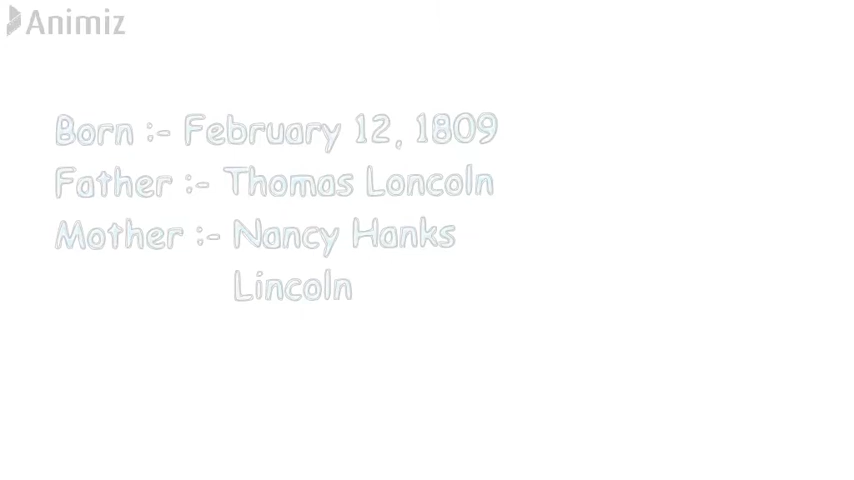 Animiz
Born :- February 12, 1809
Father :- Thomas Loncoln
Mother :- Nancy Hanks
Lincoln